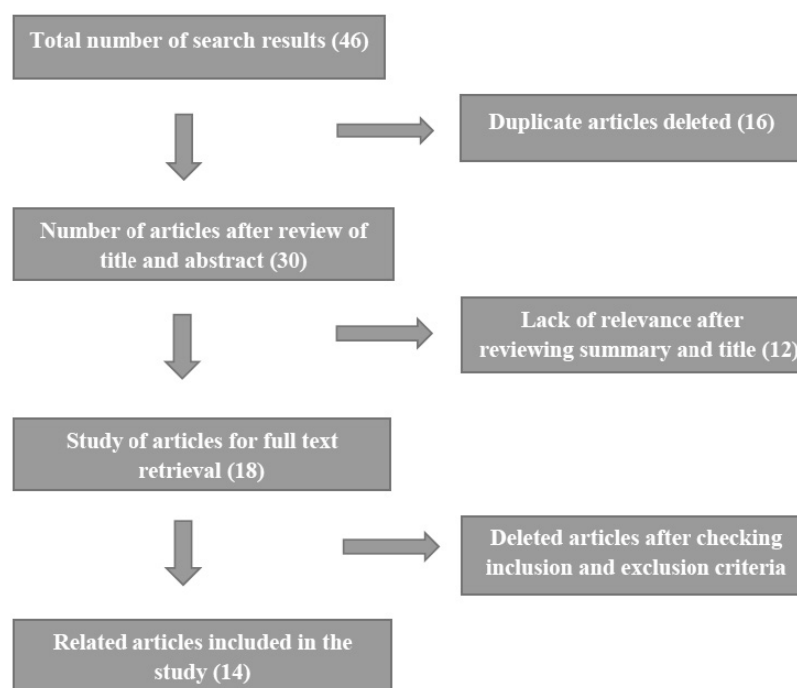 Total number of search results (46)
Duplicate articles deleted (16)
Number of articles after review of
title and abstract (30)
Lack of relevance after
reviewing summary and title (12)
Study of articles for full text
retrieval (18)
Deleted articles after checking
inclusion and exclusion criteria
Related articles included in the
study (14)